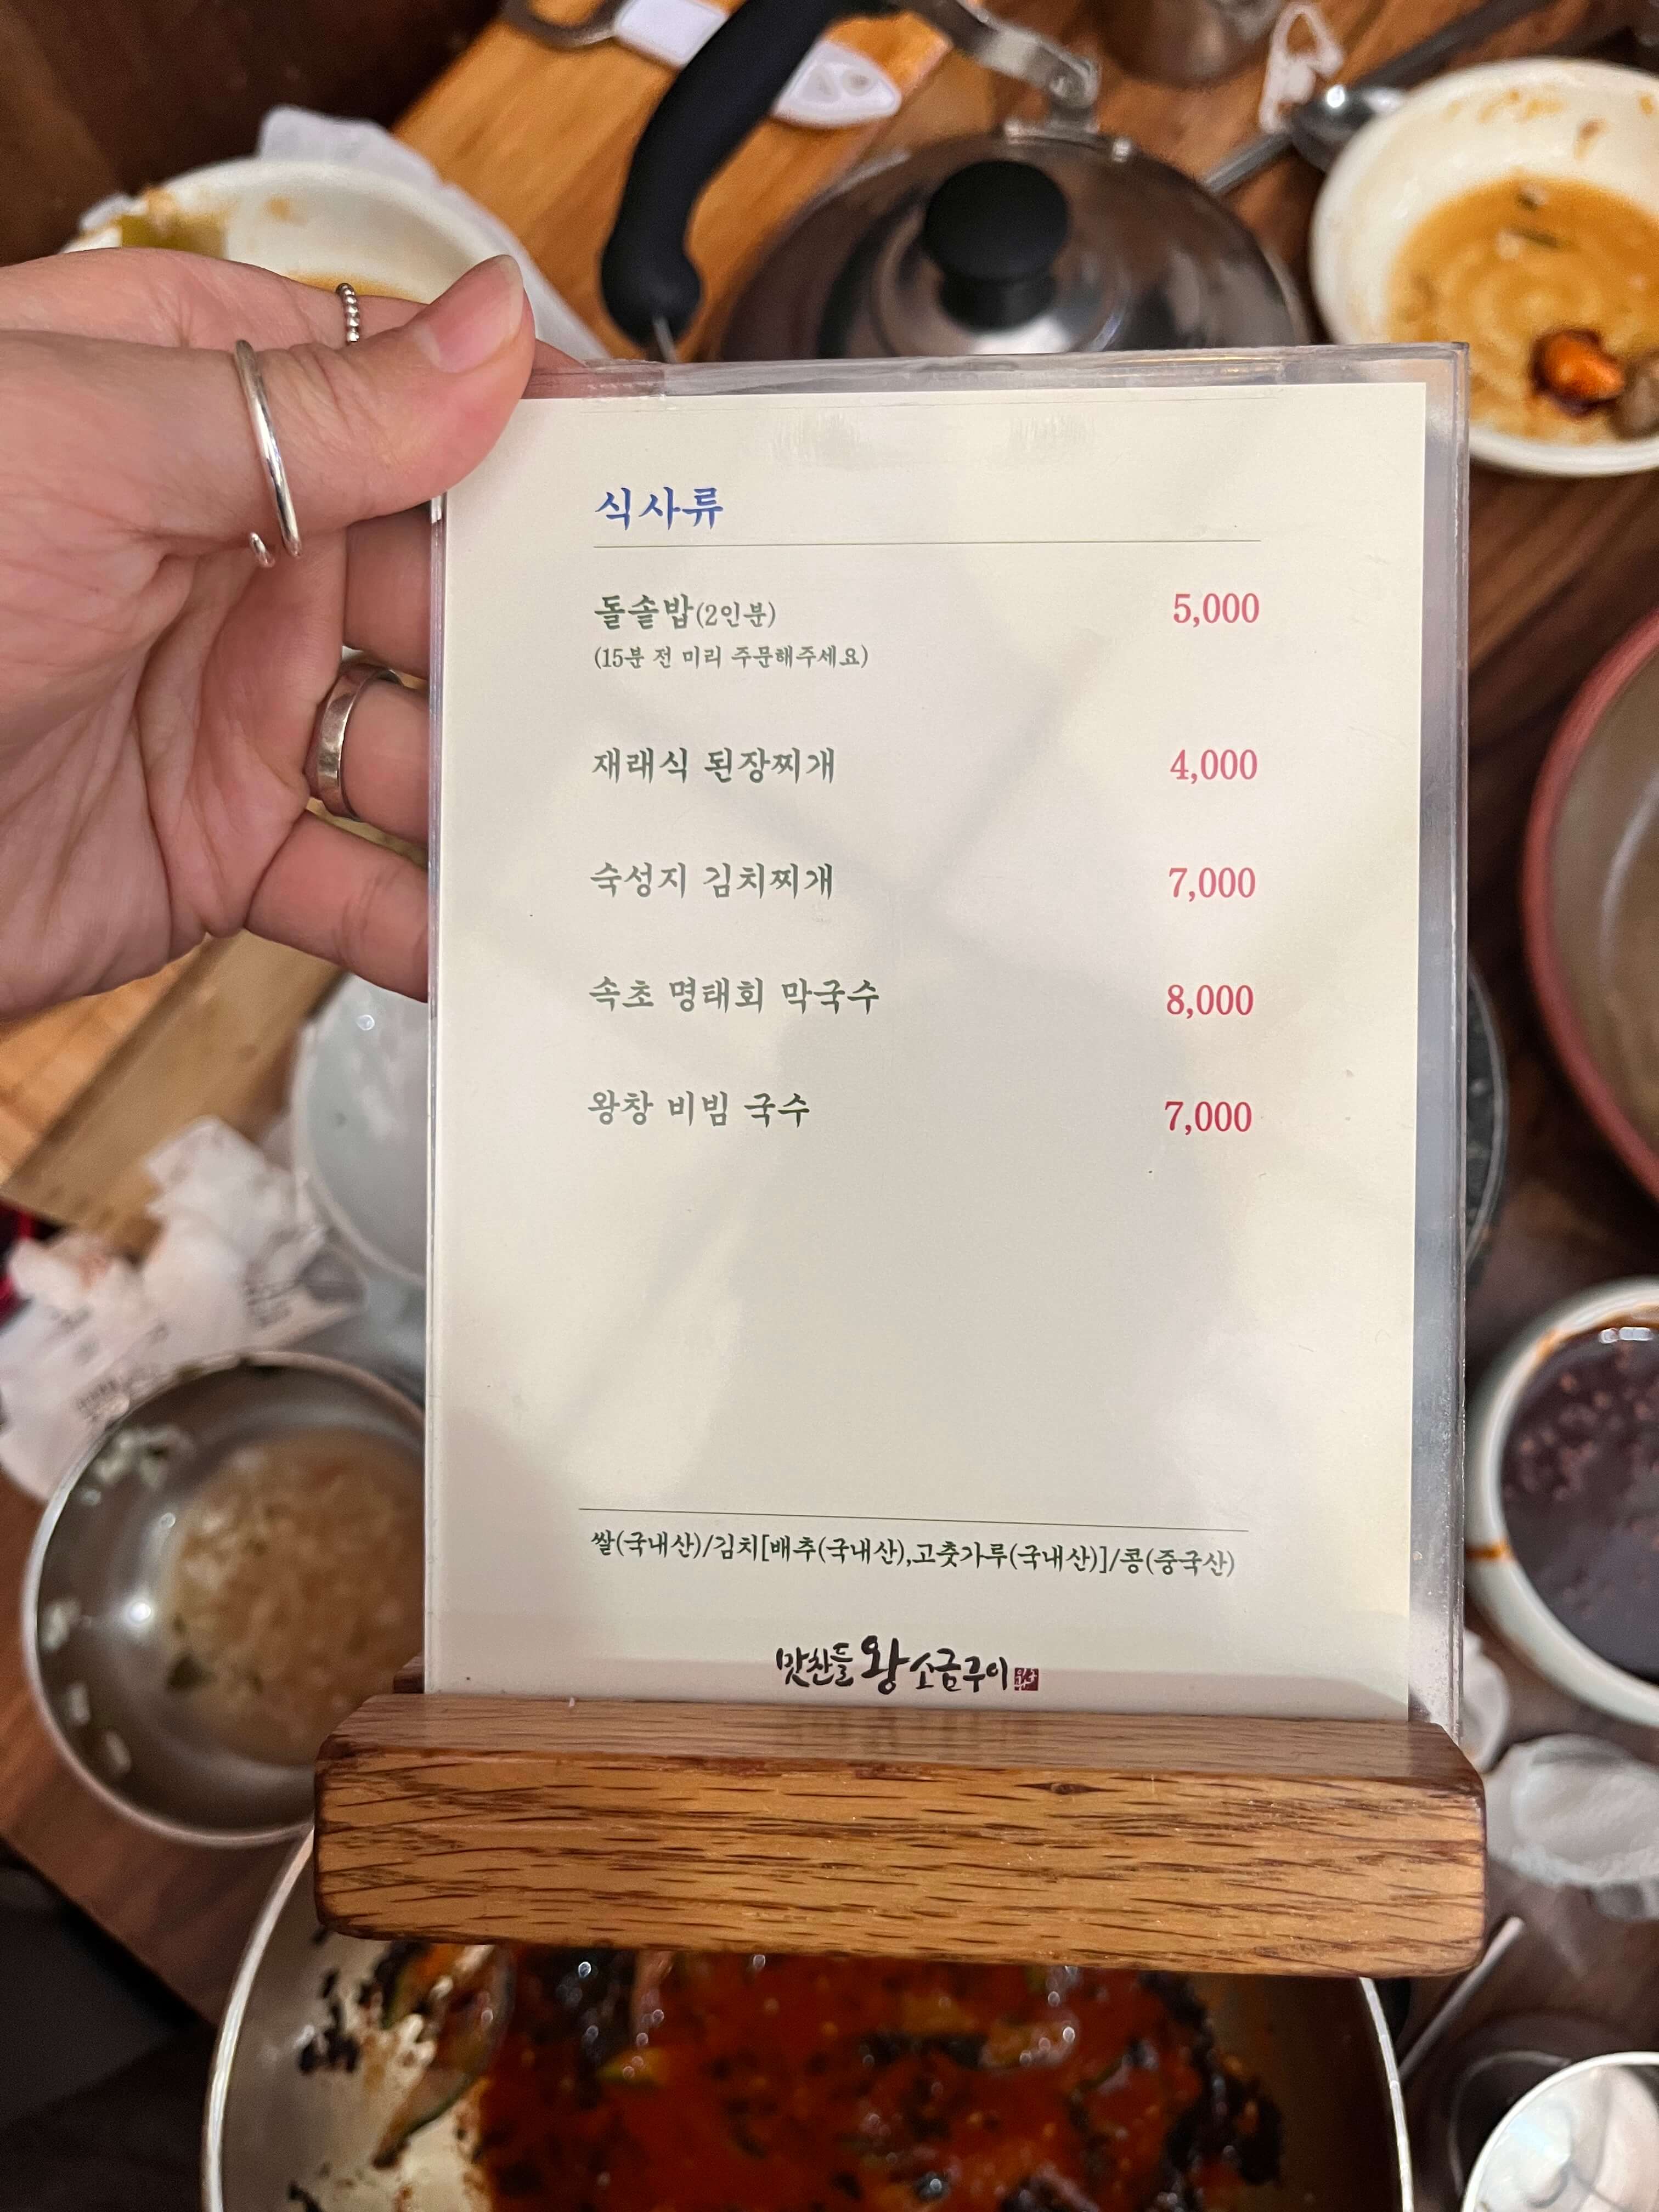 식사류
돌솥밥(2인분) 5,000
(15분 전 미리 주문해주세요)
재래식 된장찌개 4,000
숙성지 김치찌개 7,000
속초 명태회 막국수 8,000
왕창 비빔 국수 7,000
쌀(국내산)/김치[배추(국내산),고춧가루(국내산)]/콩(중국산)
맛찬들 왕 소금구이